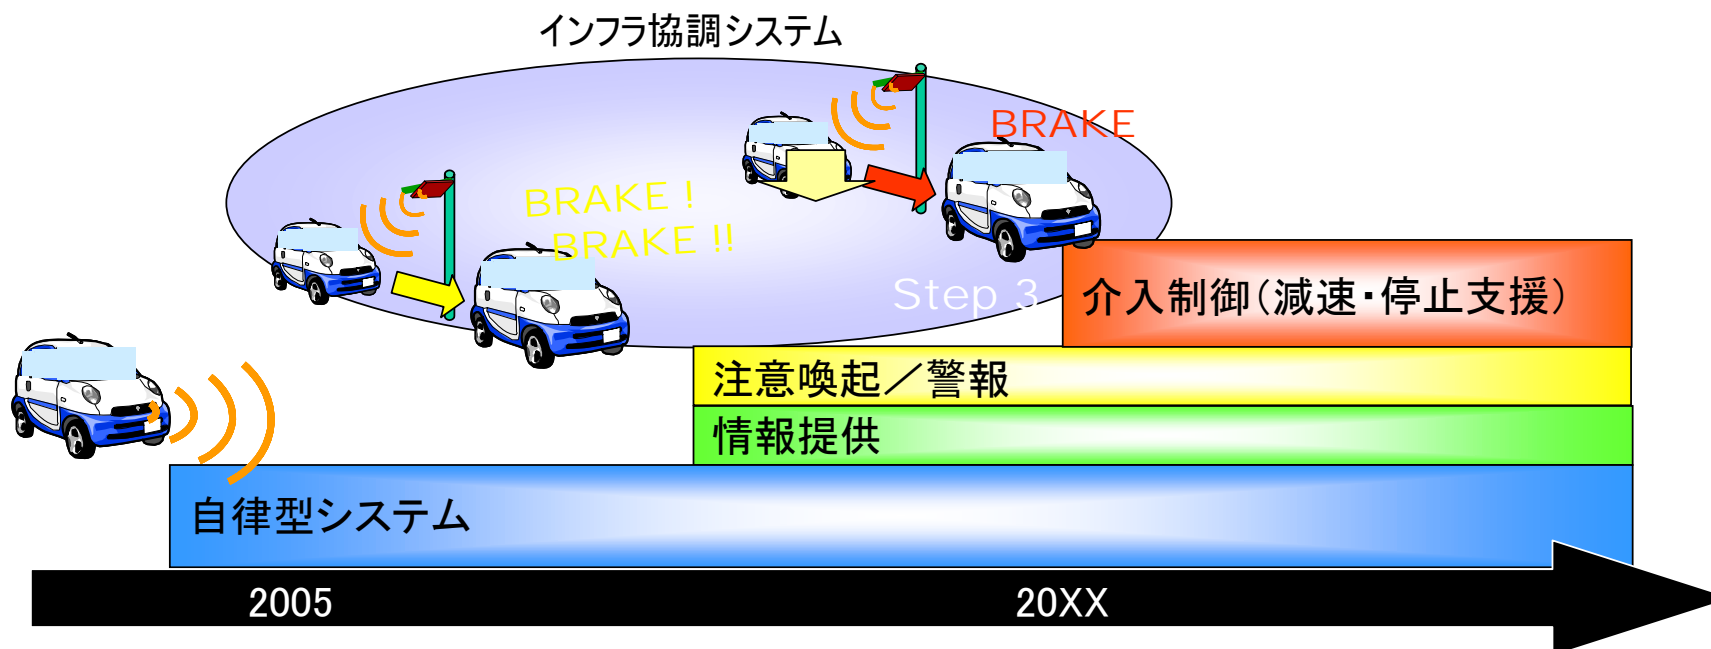 インフラ協調システム
BRAKE
BRAKE !
BRAKE !!
Step 3
介入制御(減速・停止支援)
注意喚起／警報
情報提供
自律型システム
2005
20XX